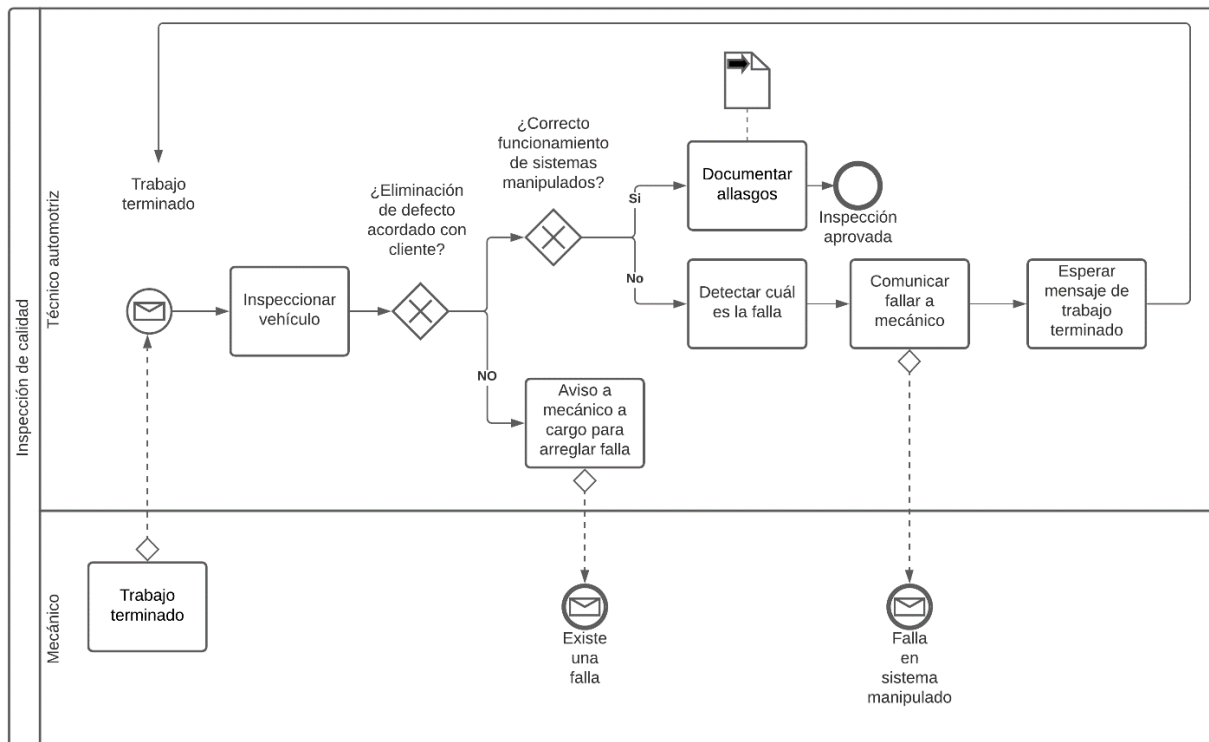 Inspección de calidad
Técnico automotriz
Trabajo
terminado
Inspeccionar
vehículo
¿Eliminación
de defecto
acordado con
cliente?
¿Correcto
funcionamiento
de sistemas
manipulados?
Si
Documentar
allasgos
Inspección
aprovada
No
Detectar cuál
es la falla
Comunicar
fallar a
mecánico
Esperar
mensaje de
trabajo
terminado
NO
Aviso a
mecánico a
cargo para
arreglar falla
Mecánico
Trabajo
terminado
Existe
una
falla
Falla
en
sistema
manipulado